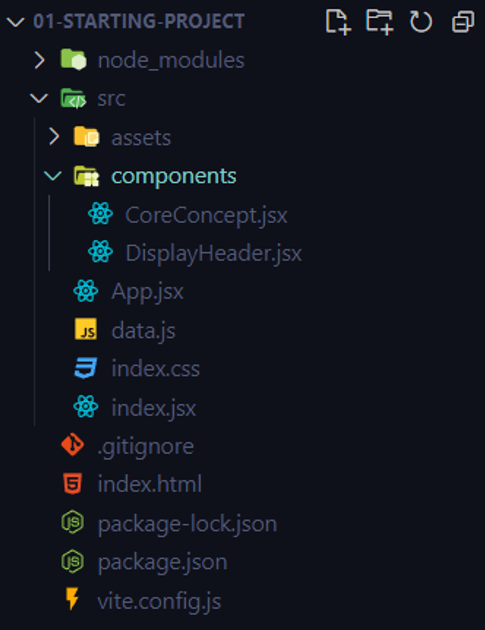 01-STARTING-PROJECT
node_modules
src
assets
components
CoreConcept.jsx
DisplayHeader.jsx
App.jsx
JS data.js
index.css
index.jsx
.gitignore
index.html
package-lock.json
package.json
vite.config.js